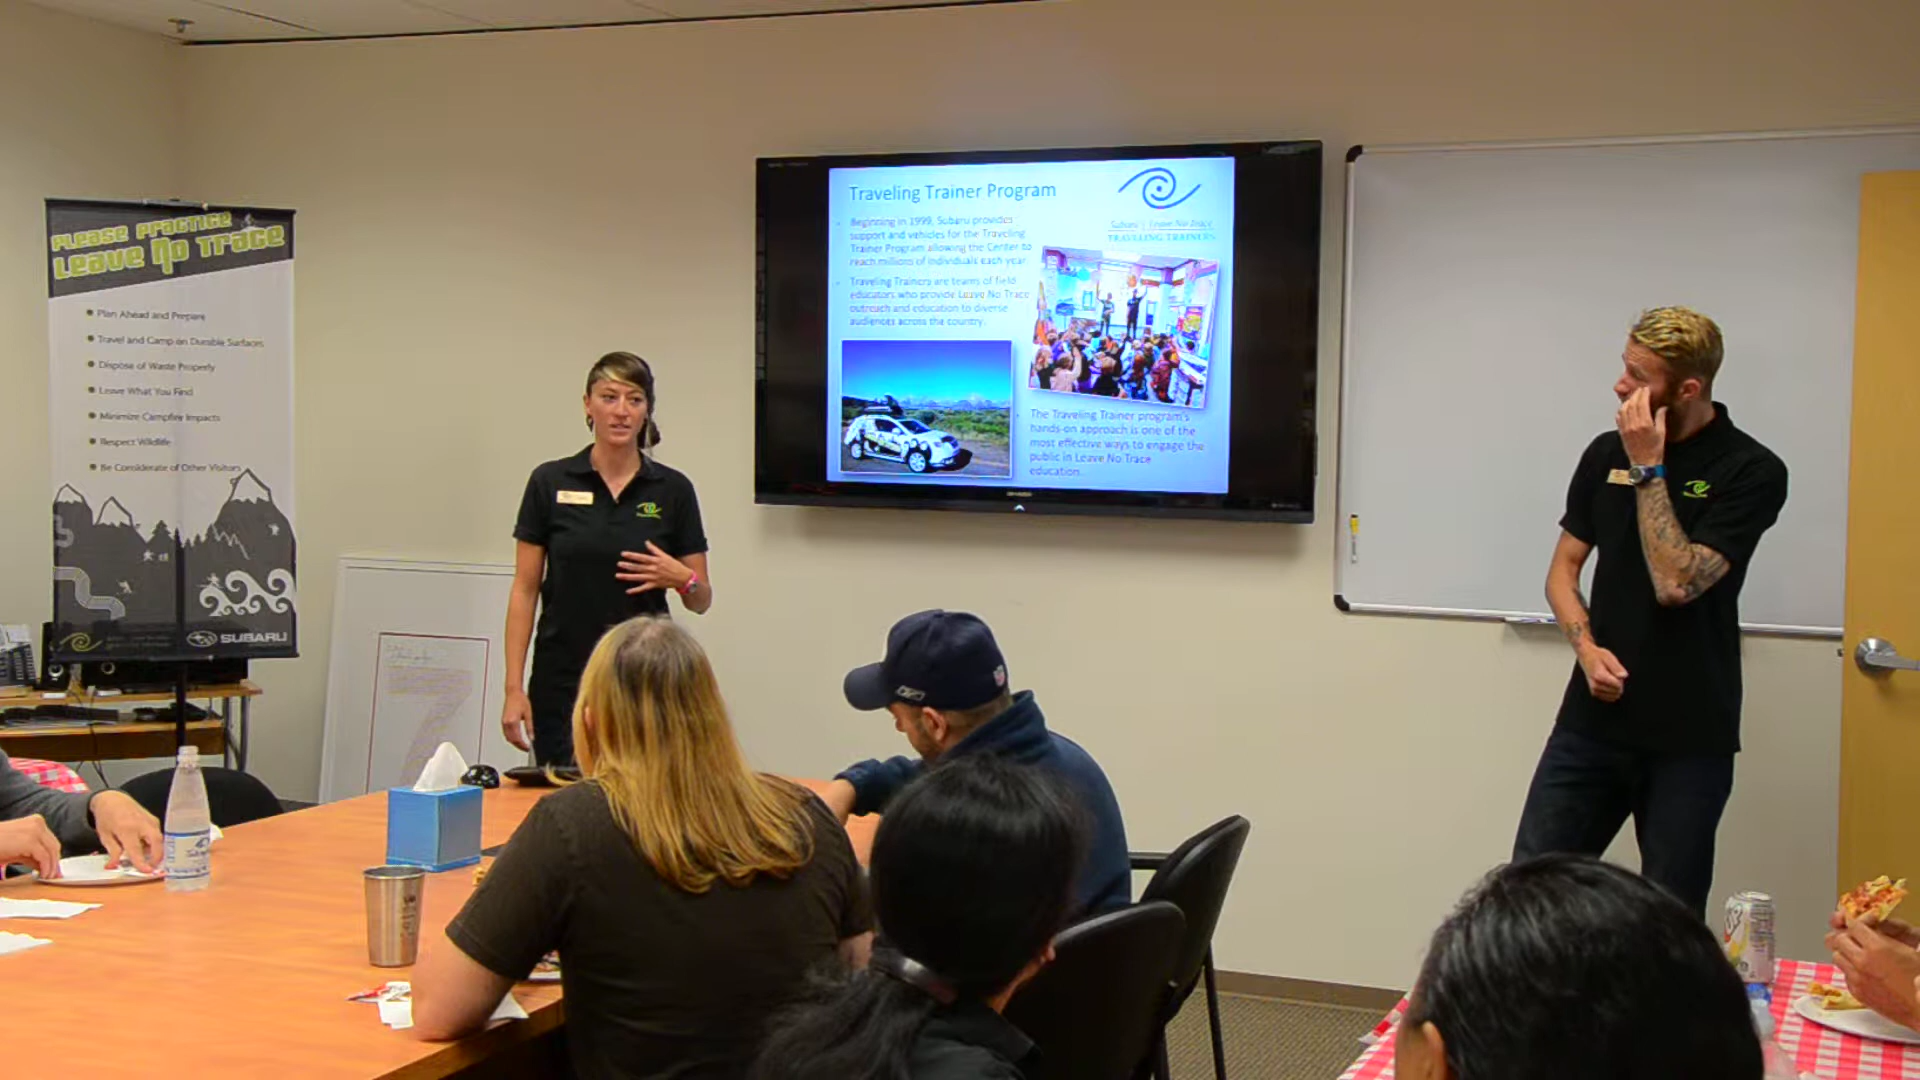 PLEASE PRACTICE
Leave No Trace
Plan Ahead and Prepare
Travel and Camp on Durable Surfaces
Dispose of Waste Properly
Leave What You Find
Minimize Campfire Impacts
Respect Wildlife
Be Considerate of Other Visitors
SUBARU
Traveling Trainer Program
Beginning in 1999, Subaru provides
support and vehicles for the Traveling
Trainer Program allowing the Center to
reach millions of individuals each year.
Traveling Trainers are teams of field
educators who provide Leave No Trace
outreach and education to diverse
audiences across the country.
Subaru / Leave No Trace
TRAVELING TRAINERS
The Traveling Trainer program's
hands-on approach is one of the
most effective ways to engage the
public in Leave No Trace
education.